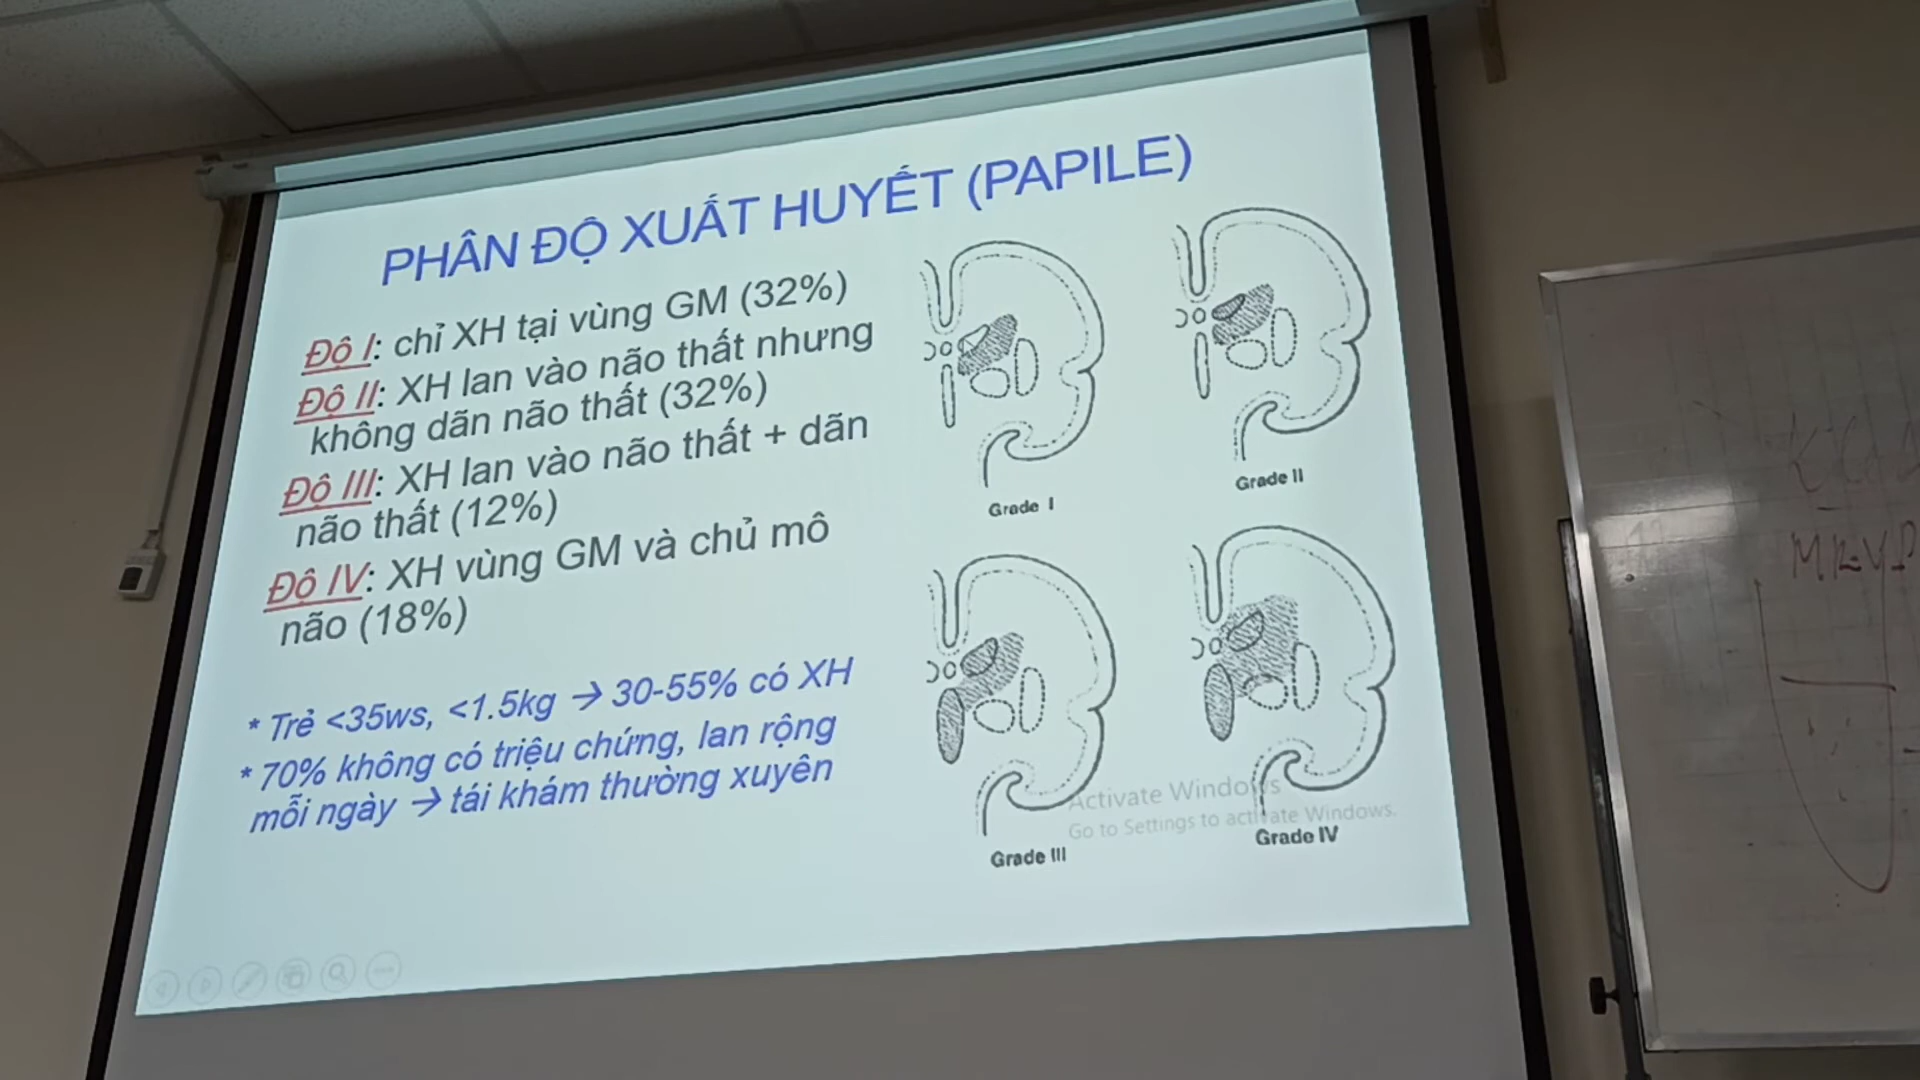 PHÂN ĐỘ XUẤT HUYẾT (PAPILE)
Độ I: chỉ XH tại vùng GM (32%)
Độ II: XH lan vào não thất nhưng
không dãn não thất (32%)
Độ III: XH lan vào não thất + dãn
não thất (12%)
Độ IV: XH vùng GM và chủ mô
não (18%)
* Trẻ <35ws, <1.5kg → 30-55% có XH
* 70% không có triệu chứng, lan rộng
mỗi ngày → tái khám thường xuyên
Grade I
Grade II
Grade III
Grade IV
Activate Windows
Go to Settings to activate Windows.